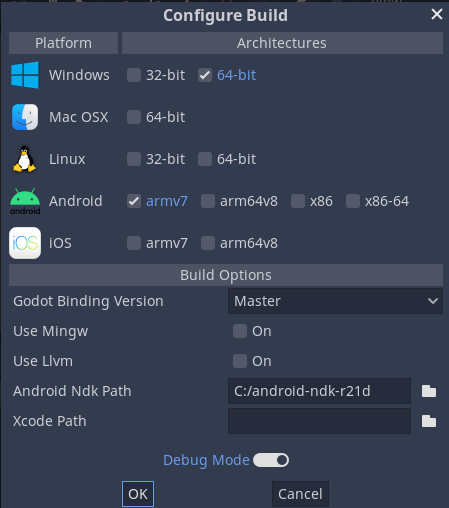 Configure Build
Platform Architectures
Windows 32-bit 64-bit
Mac OSX 64-bit
Linux 32-bit 64-bit
Android armv7 arm64v8 x86 x86-64
android
iOS iOS armv7 arm64v8
Build Options
Godot Binding Version Master
Use Mingw On
Use Llvm On
Android Ndk Path C:/android-ndk-r21d
Xcode Path
Debug Mode
OK Cancel